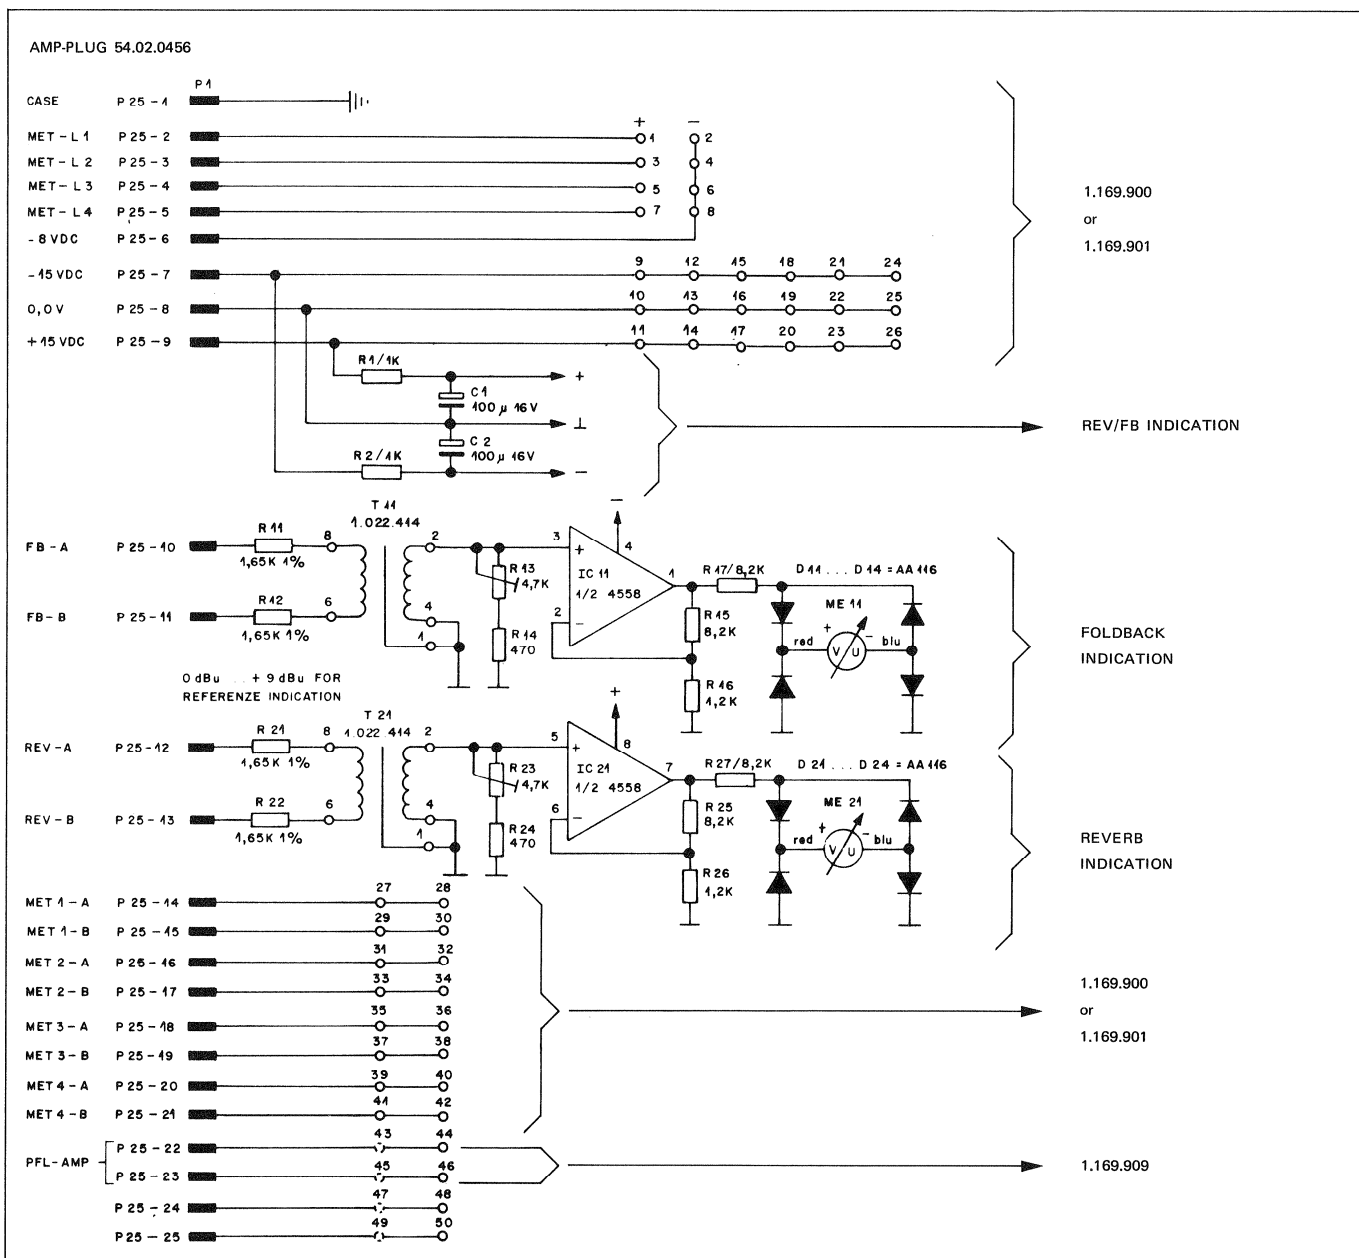 AMP-PLUG 54.02.0456
P1
CASE P 25 - 1
MET - L 1 P 25 - 2 + 1 - 2
MET - L 2 P 25 - 3 3 4
MET - L 3 P 25 - 4 5 6
MET - L 4 P 25 - 5 7 8
- 8 VDC P 25 - 6
- 15 VDC P 25 - 7 9 12 15 18 21 24
0,0 V P 25 - 8 10 13 16 19 22 25
+ 15 VDC P 25 - 9 11 14 17 20 23 26
1.169.900
or
1.169.901
R 1 / 1K +
C 1
100 µ 16 V
⊥
C 2
100 µ 16 V
R 2 / 1K -
REV/FB INDICATION
T 11
1.022.414
FB - A P 25 - 10 R 11 8 2 3 + 4 -
1,65K 1%
R 13
4,7K
IC 11
1/2 4558
1
R 17 / 8,2K D 11 ... D 14 = AA 116
FB - B P 25 - 11 R 12 6 4 1 2 -
1,65K 1%
R 14
470
R 15
8,2K
R 16
1,2K
ME 11
red + V U - blu
FOLDBACK
INDICATION
0 dBu .. + 9 dBu FOR
REFERENZE INDICATION
T 21
1.022.414
REV - A P 25 - 12 R 21 8 2 5 + 8 +
1,65K 1%
R 23
4,7K
IC 21
1/2 4558
7
R 27 / 8,2K D 21 ... D 24 = AA 116
REV - B P 25 - 13 R 22 6 4 1 6 -
1,65K 1%
R 24
470
R 25
8,2K
R 26
1,2K
ME 21
red + V U - blu
REVERB
INDICATION
MET 1 - A P 25 - 14 27 28
MET 1 - B P 25 - 15 29 30
MET 2 - A P 25 - 16 31 32
MET 2 - B P 25 - 17 33 34
MET 3 - A P 25 - 18 35 36
MET 3 - B P 25 - 19 37 38
MET 4 - A P 25 - 20 39 40
MET 4 - B P 25 - 21 41 42
1.169.900
or
1.169.901
PFL-AMP
P 25 - 22 43 44
P 25 - 23 45 46
1.169.909
P 25 - 24 47 48
P 25 - 25 49 50